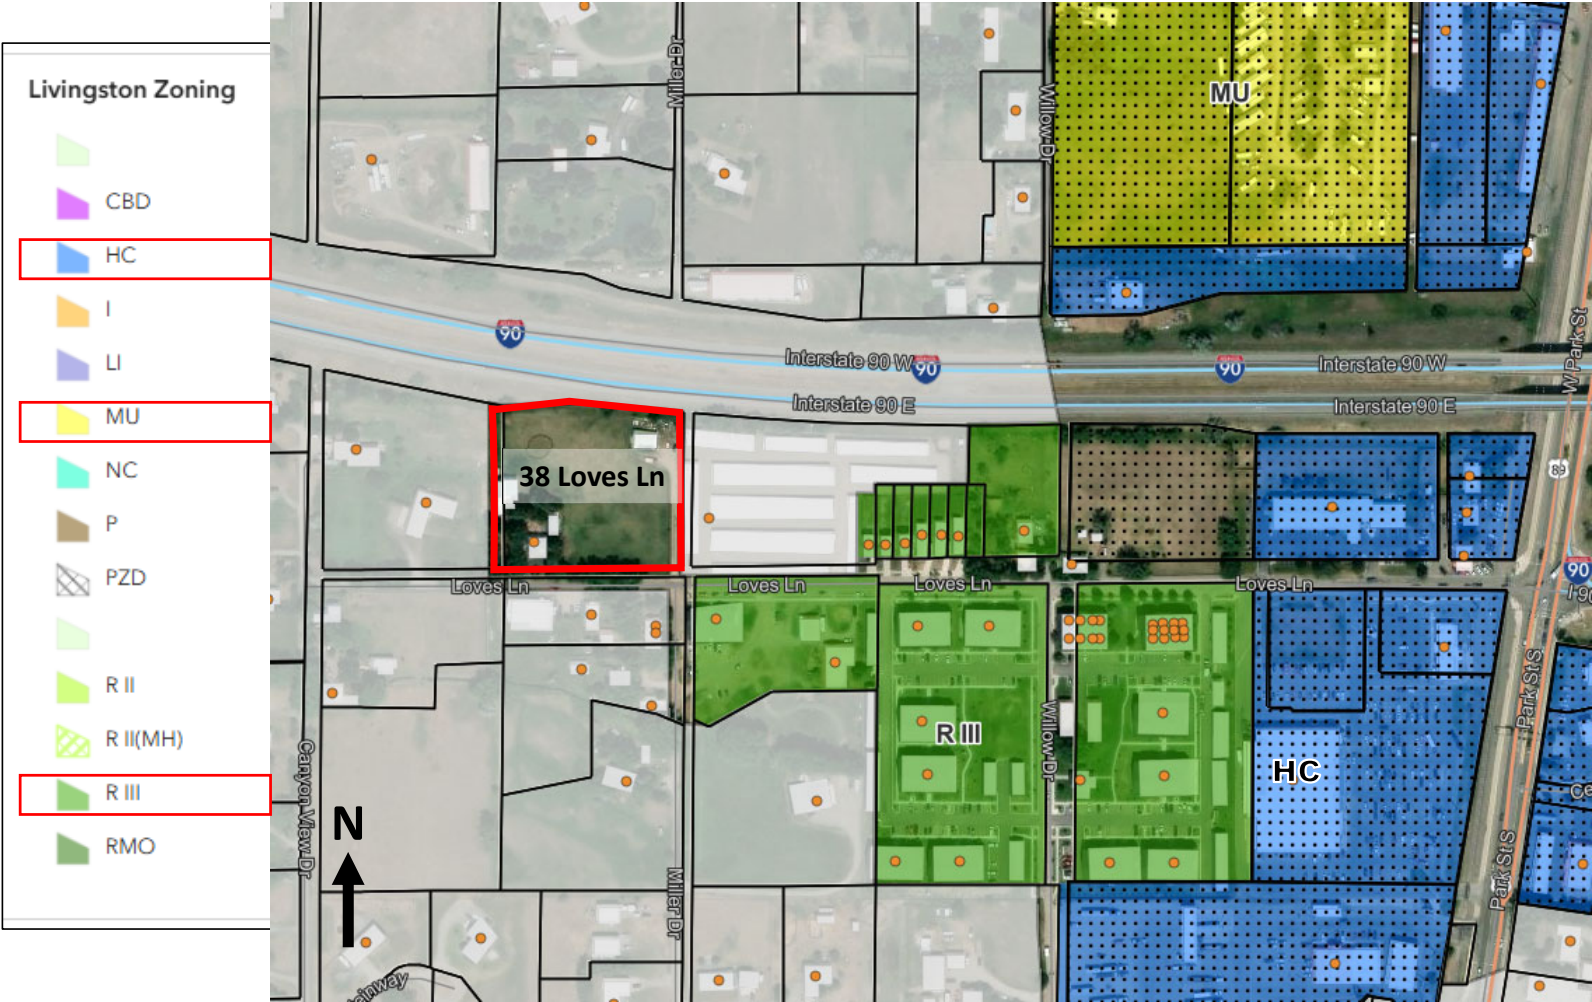 Livingston Zoning
CBD
HC
I
LI
MU
NC
P
PZD
R II
R II(MH)
R III
RMO
Miller Dr
Willow Dr
MU
90
Interstate 90 W
90
90
Interstate 90 W
W Park St
Interstate 90 E
Interstate 90 E
38 Loves Ln
89
90
Loves Ln
Loves Ln
Loves Ln
Loves Ln
Park St S
Canyon View Dr
Willow Dr
R III
HC
N
Miller Dr
Park St S